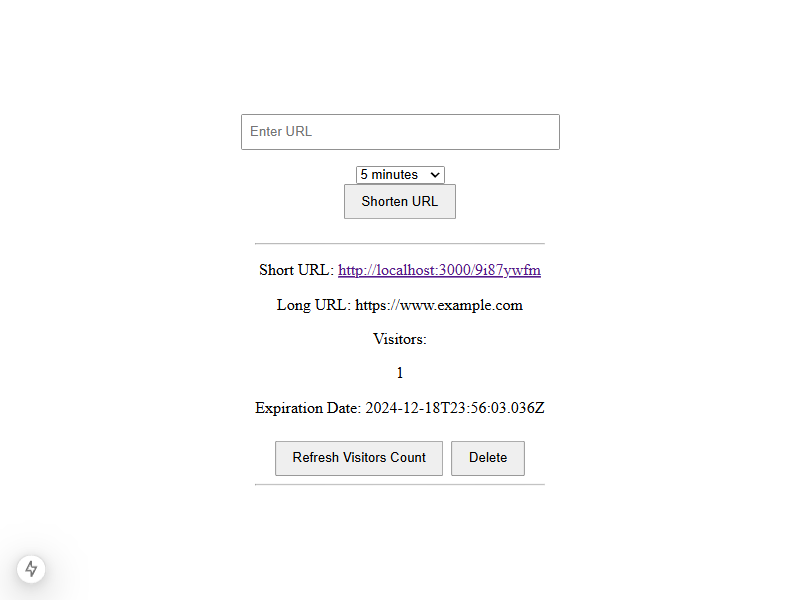 Enter URL
5 minutes
Shorten URL
Short URL: http://localhost:3000/9i87ywfm
Long URL: https://www.example.com
Visitors:
1
Expiration Date: 2024-12-18T23:56:03.036Z
Refresh Visitors Count Delete